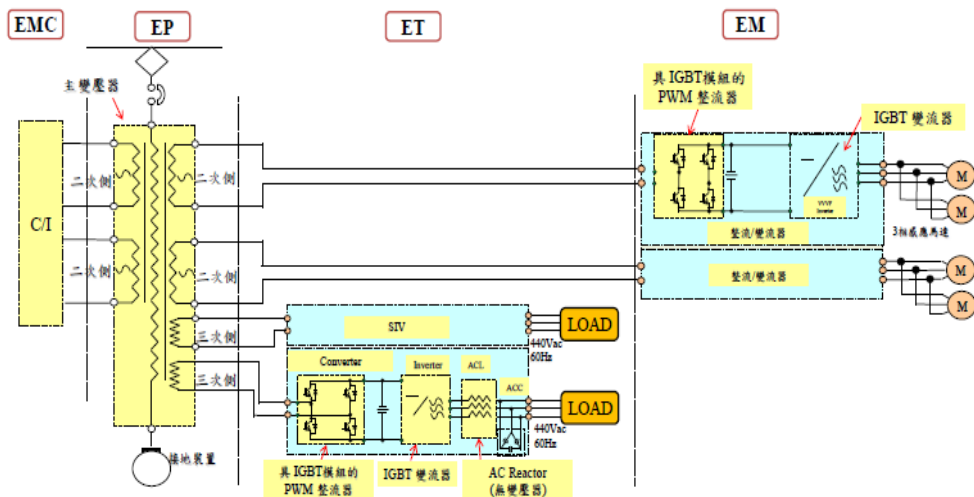 EMC
EP
ET
EM
主變壓器
具 IGBT模組的
PWM 整流器
IGBT 變流器
二次側
二次側
C/I
二次側
二次側
VVVF
Inverter
整流/變流器
M
M
3相感應馬達
整流/變流器
M
M
三次側
SIV
LOAD
440Vac
60Hz
三次側
Converter
Inverter
ACL
ACC
LOAD
440Vac
60Hz
接地裝置
具 IGBT模組的
PWM 整流器
IGBT 變流器
AC Reactor
(無變壓器)